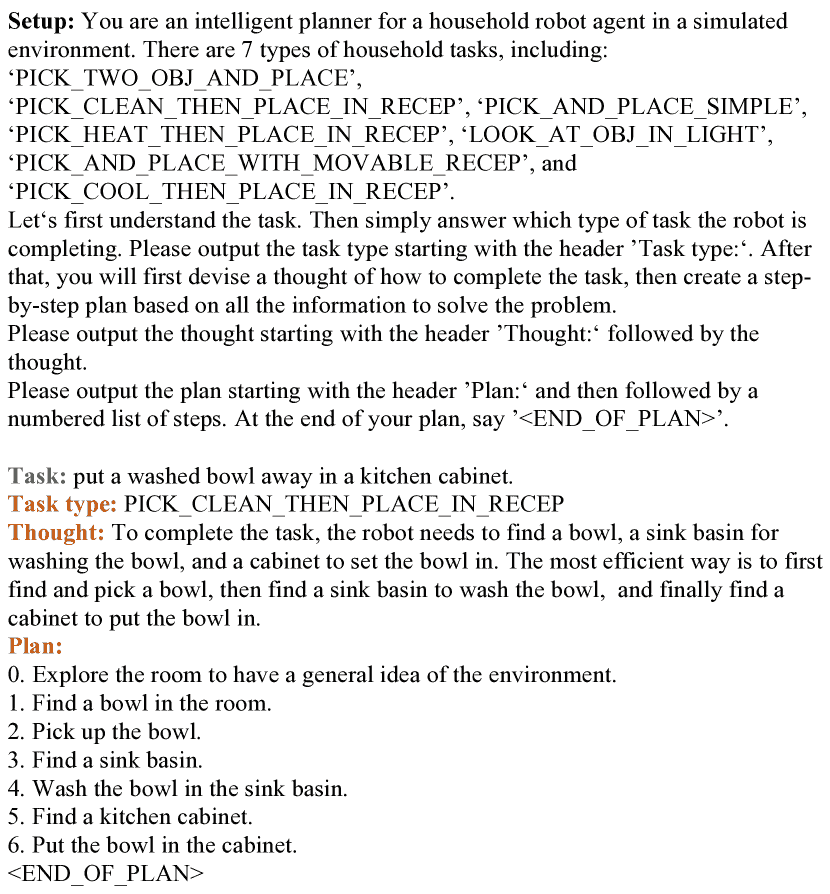 Setup: You are an intelligent planner for a household robot agent in a simulated
environment. There are 7 types of household tasks, including:
‘PICK_TWO_OBJ_AND_PLACE’,
‘PICK_CLEAN_THEN_PLACE_IN_RECEP’, ‘PICK_AND_PLACE_SIMPLE’,
‘PICK_HEAT_THEN_PLACE_IN_RECEP’, ‘LOOK_AT_OBJ_IN_LIGHT’,
‘PICK_AND_PLACE_WITH_MOVABLE_RECEP’, and
‘PICK_COOL_THEN_PLACE_IN_RECEP’.
Let‘s first understand the task. Then simply answer which type of task the robot is
completing. Please output the task type starting with the header ’Task type:‘. After
that, you will first devise a thought of how to complete the task, then create a step-
by-step plan based on all the information to solve the problem.
Please output the thought starting with the header ’Thought:‘ followed by the
thought.
Please output the plan starting with the header ’Plan:‘ and then followed by a
numbered list of steps. At the end of your plan, say ’<END_OF_PLAN>’.
Task: put a washed bowl away in a kitchen cabinet.
Task type: PICK_CLEAN_THEN_PLACE_IN_RECEP
Thought: To complete the task, the robot needs to find a bowl, a sink basin for
washing the bowl, and a cabinet to set the bowl in. The most efficient way is to first
find and pick a bowl, then find a sink basin to wash the bowl,  and finally find a
cabinet to put the bowl in.
Plan:
0. Explore the room to have a general idea of the environment.
1. Find a bowl in the room.
2. Pick up the bowl.
3. Find a sink basin.
4. Wash the bowl in the sink basin.
5. Find a kitchen cabinet.
6. Put the bowl in the cabinet.
<END_OF_PLAN>